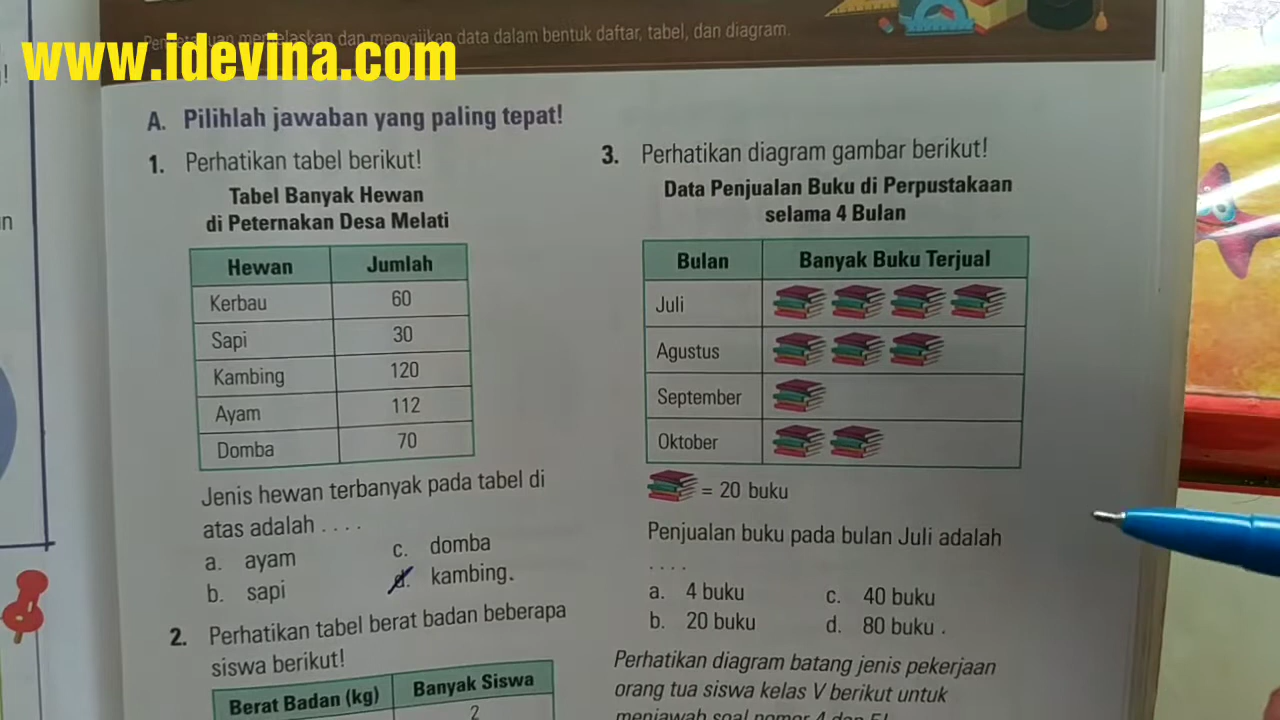 www.idevina.com
menjelaskan dan menyajikan data dalam bentuk daftar, tabel, dan diagram.
A. Pilihlah jawaban yang paling tepat!
1. Perhatikan tabel berikut!
Tabel Banyak Hewan
di Peternakan Desa Melati
Hewan Jumlah
Kerbau 60
Sapi 30
Kambing 120
Ayam 112
Domba 70
Jenis hewan terbanyak pada tabel di
atas adalah . . . .
a. ayam c. domba
b. sapi d. kambing.
2. Perhatikan tabel berat badan beberapa
siswa berikut!
Berat Badan (kg) Banyak Siswa
2
3. Perhatikan diagram gambar berikut!
Data Penjualan Buku di Perpustakaan
selama 4 Bulan
Bulan Banyak Buku Terjual
Juli
Agustus
September
Oktober
= 20 buku
Penjualan buku pada bulan Juli adalah
. . . .
a. 4 buku c. 40 buku
b. 20 buku d. 80 buku .
Perhatikan diagram batang jenis pekerjaan
orang tua siswa kelas V berikut untuk
menjawab soal nomor 4 dan 5!